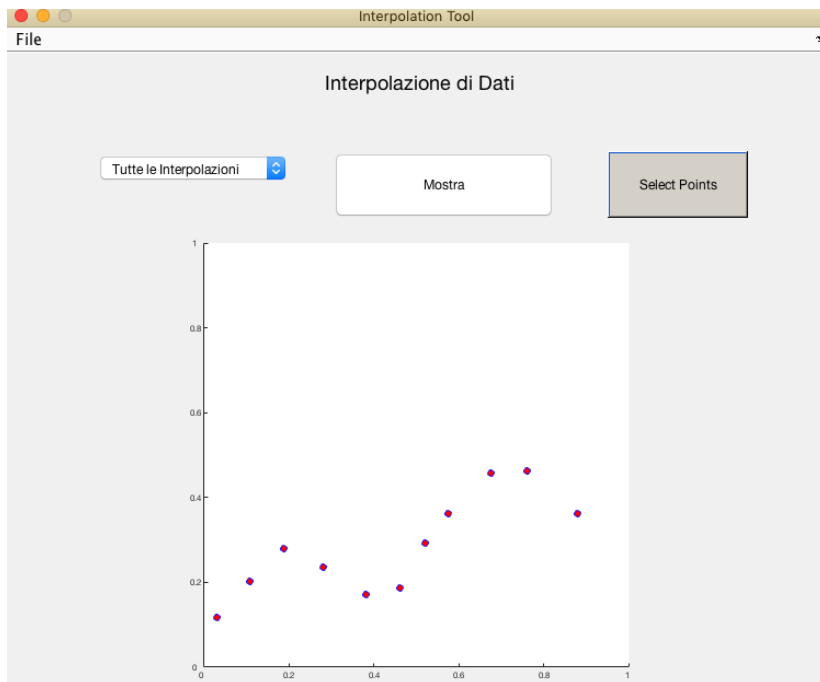 Interpolation Tool
File
Interpolazione di Dati
Tutte le Interpolazioni
Mostra
Select Points
1
0.8
0.6
0.4
0.2
0
0 0.2 0.4 0.6 0.8 1